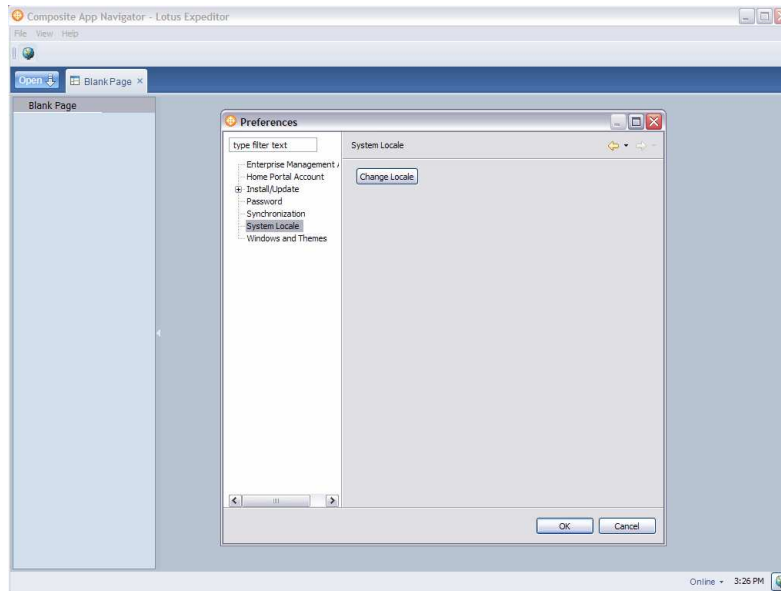 Composite App Navigator - Lotus Expeditor
File View Help
Open
Blank Page
Blank Page
Preferences
type filter text
System Locale
Enterprise Management
Home Portal Account
Change Locale
Install/Update
Password
Synchronization
System Locale
Windows and Themes
OK Cancel
Online 3:26 PM